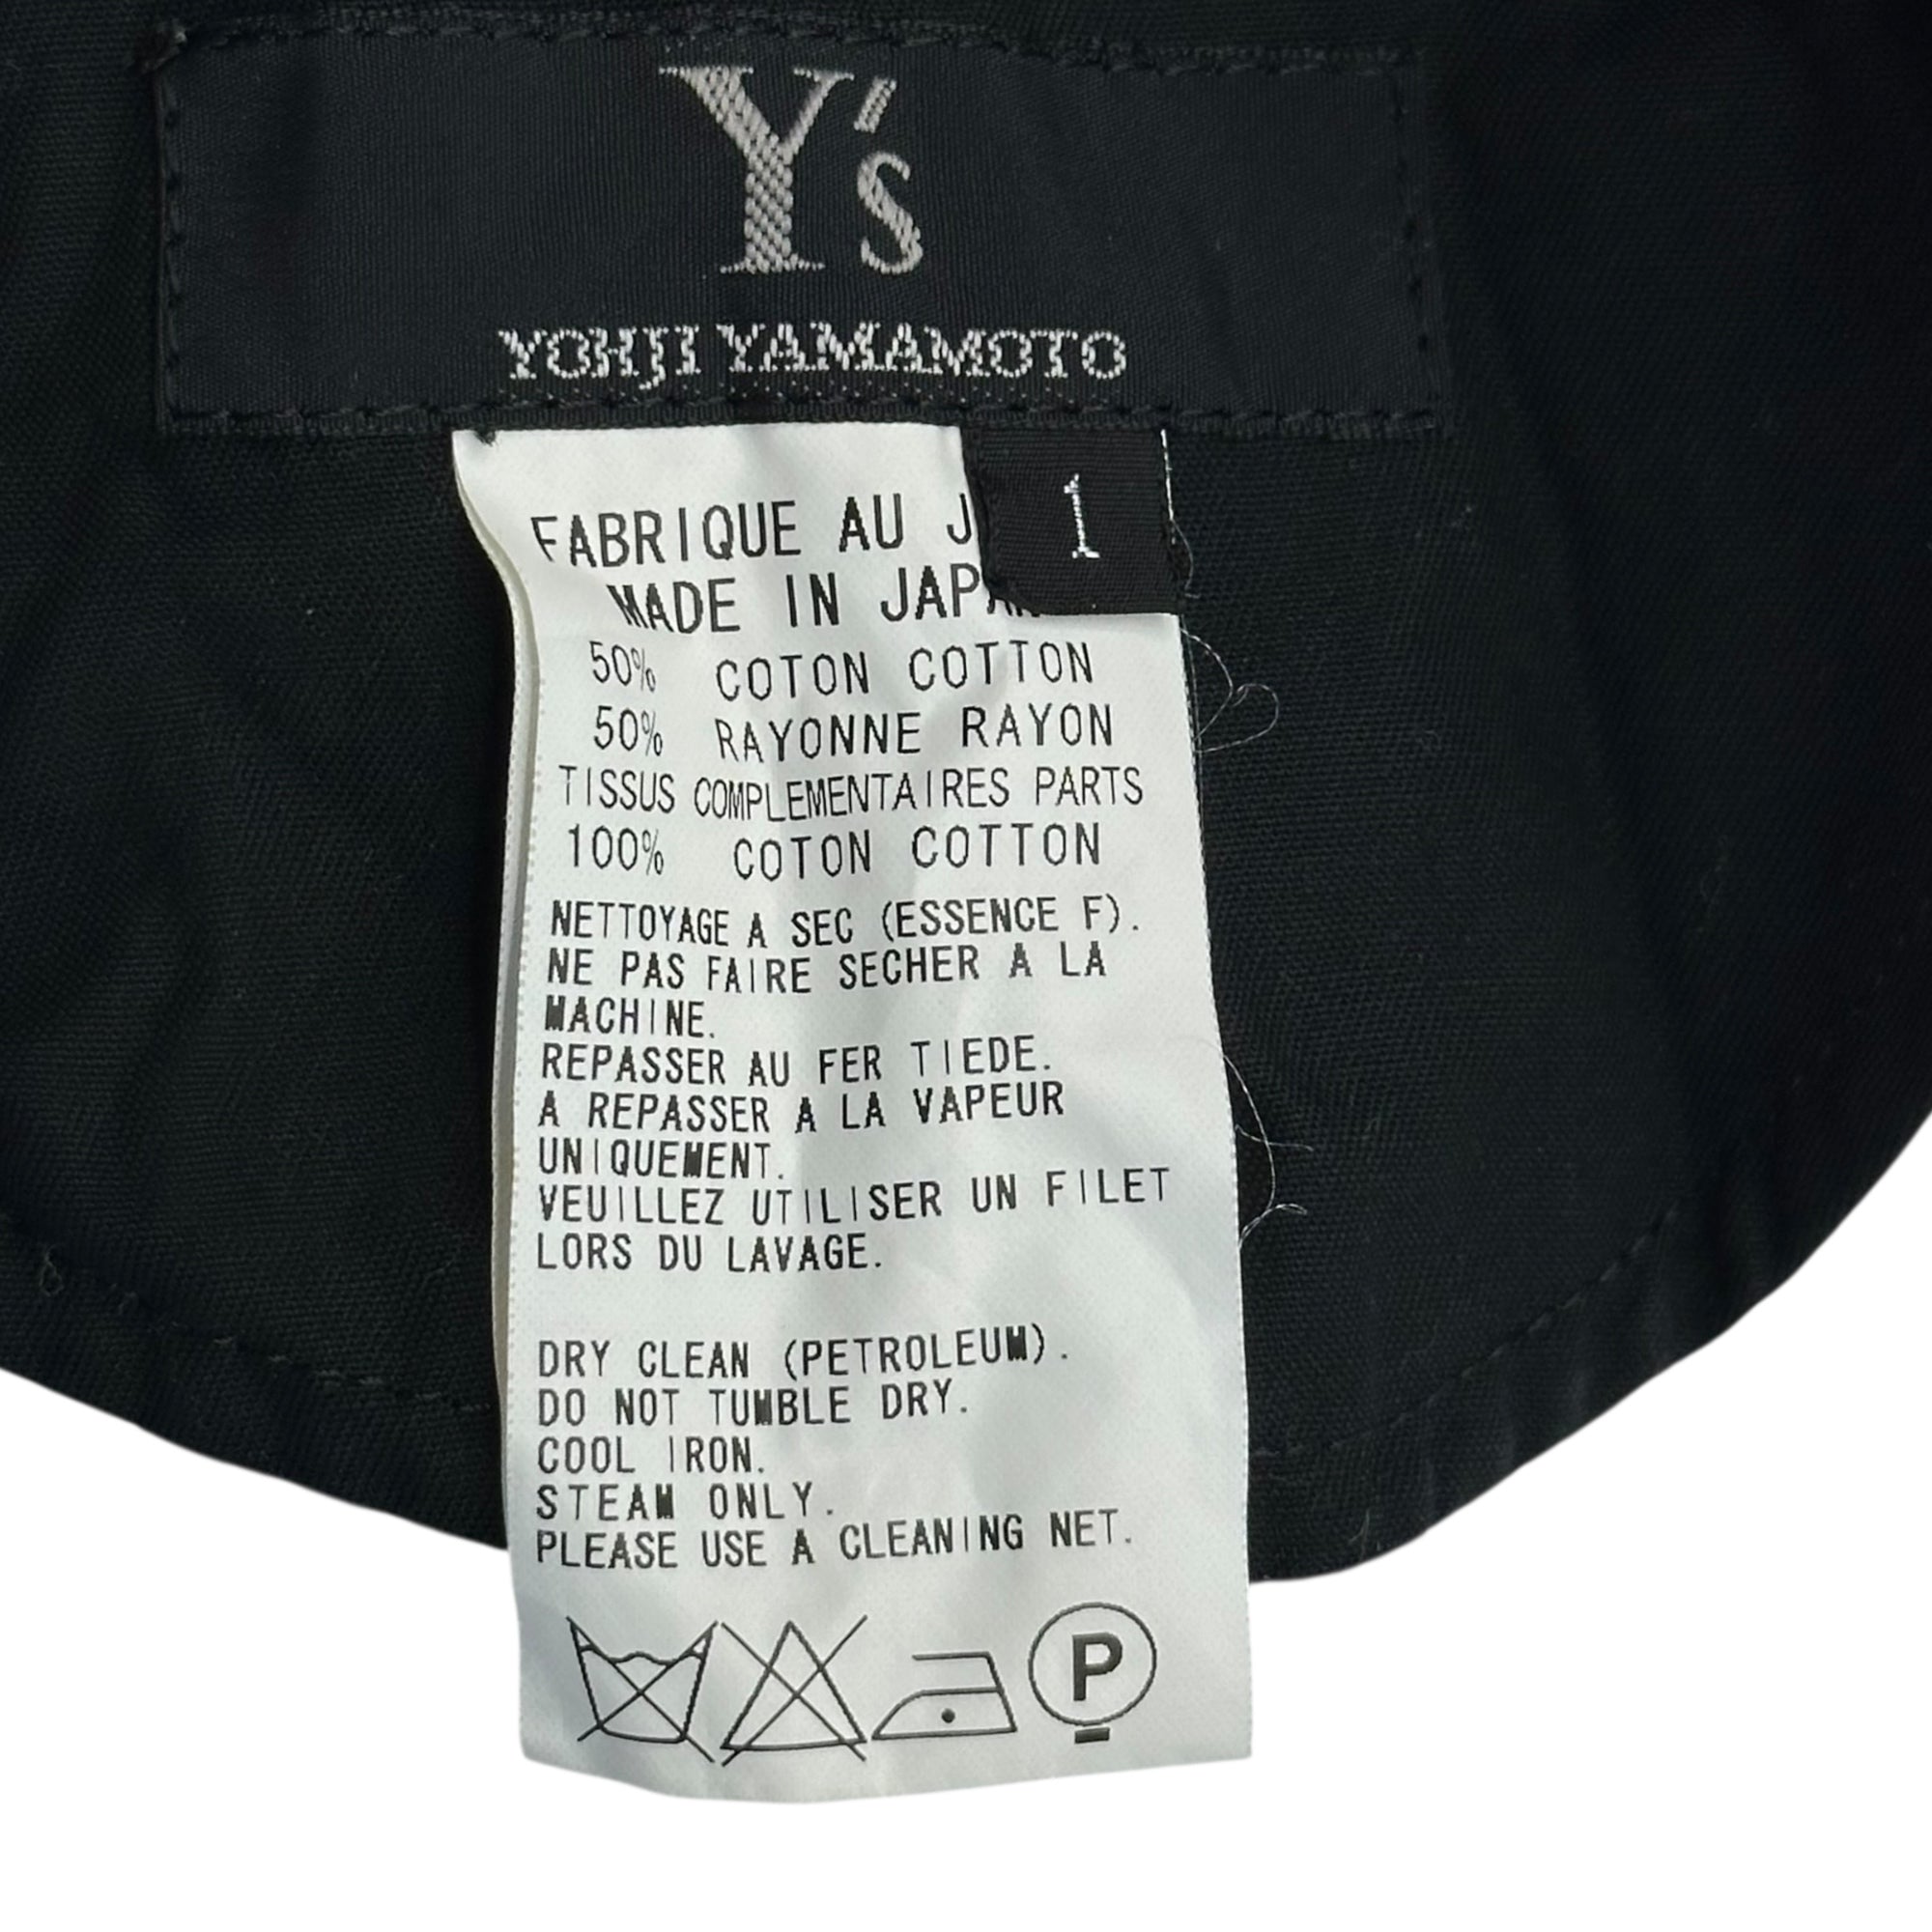 Y's
YOHJI YAMAMOTO
1
FABRIQUE AU J
MADE IN JAPAN
50% COTON COTTON
50% RAYONNE RAYON
TISSUS COMPLEMENTAIRES PARTS
100% COTON COTTON
NETTOYAGE A SEC (ESSENCE F).
NE PAS FAIRE SECHER A LA
MACHINE.
REPASSER AU FER TIEDE.
A REPASSER A LA VAPEUR
UNIQUEMENT.
VEUILLEZ UTILISER UN FILET
LORS DU LAVAGE.
DRY CLEAN (PETROLEUM).
DO NOT TUMBLE DRY.
COOL IRON.
STEAM ONLY.
PLEASE USE A CLEANING NET.
P